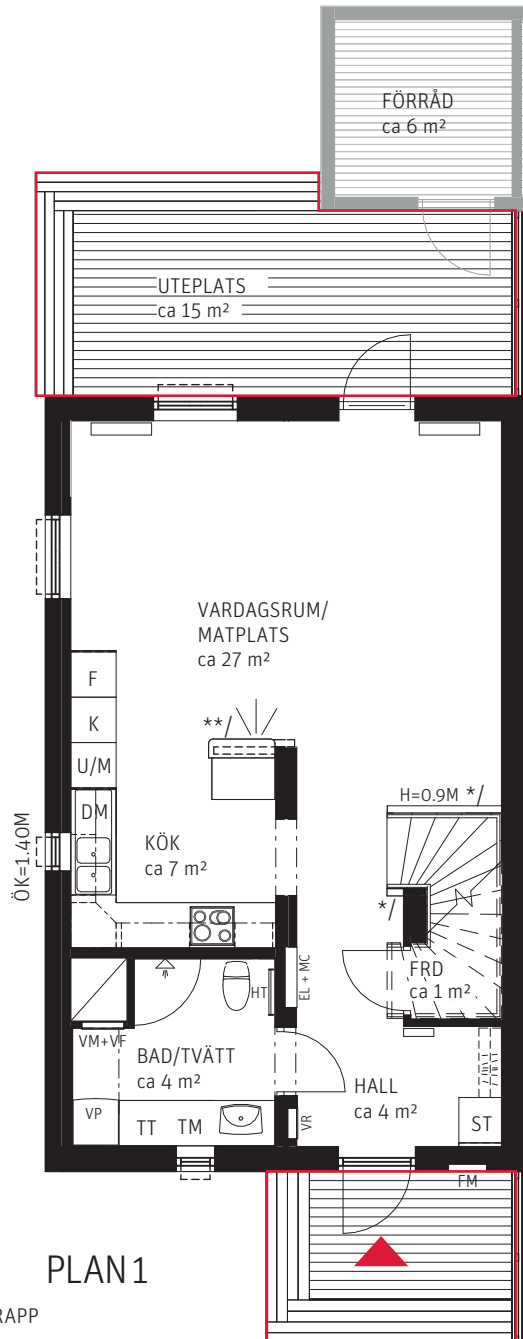 FÖRRÅD
ca 6 m²
UTEPLATS
ca 15 m²
VARDAGSRUM/
MATPLATS
ca 27 m²
F
K
**/
U/M
H=0.9M */
DM
ÖK=1.40M
KÖK
ca 7 m²
*/
FRD
ca 1 m²
EL + MC
HT
VM+VF
BAD/TVÄTT
ca 4 m²
HALL
ca 4 m²
VP
TT
TM
VR
ST
FM
PLAN 1
RAPP